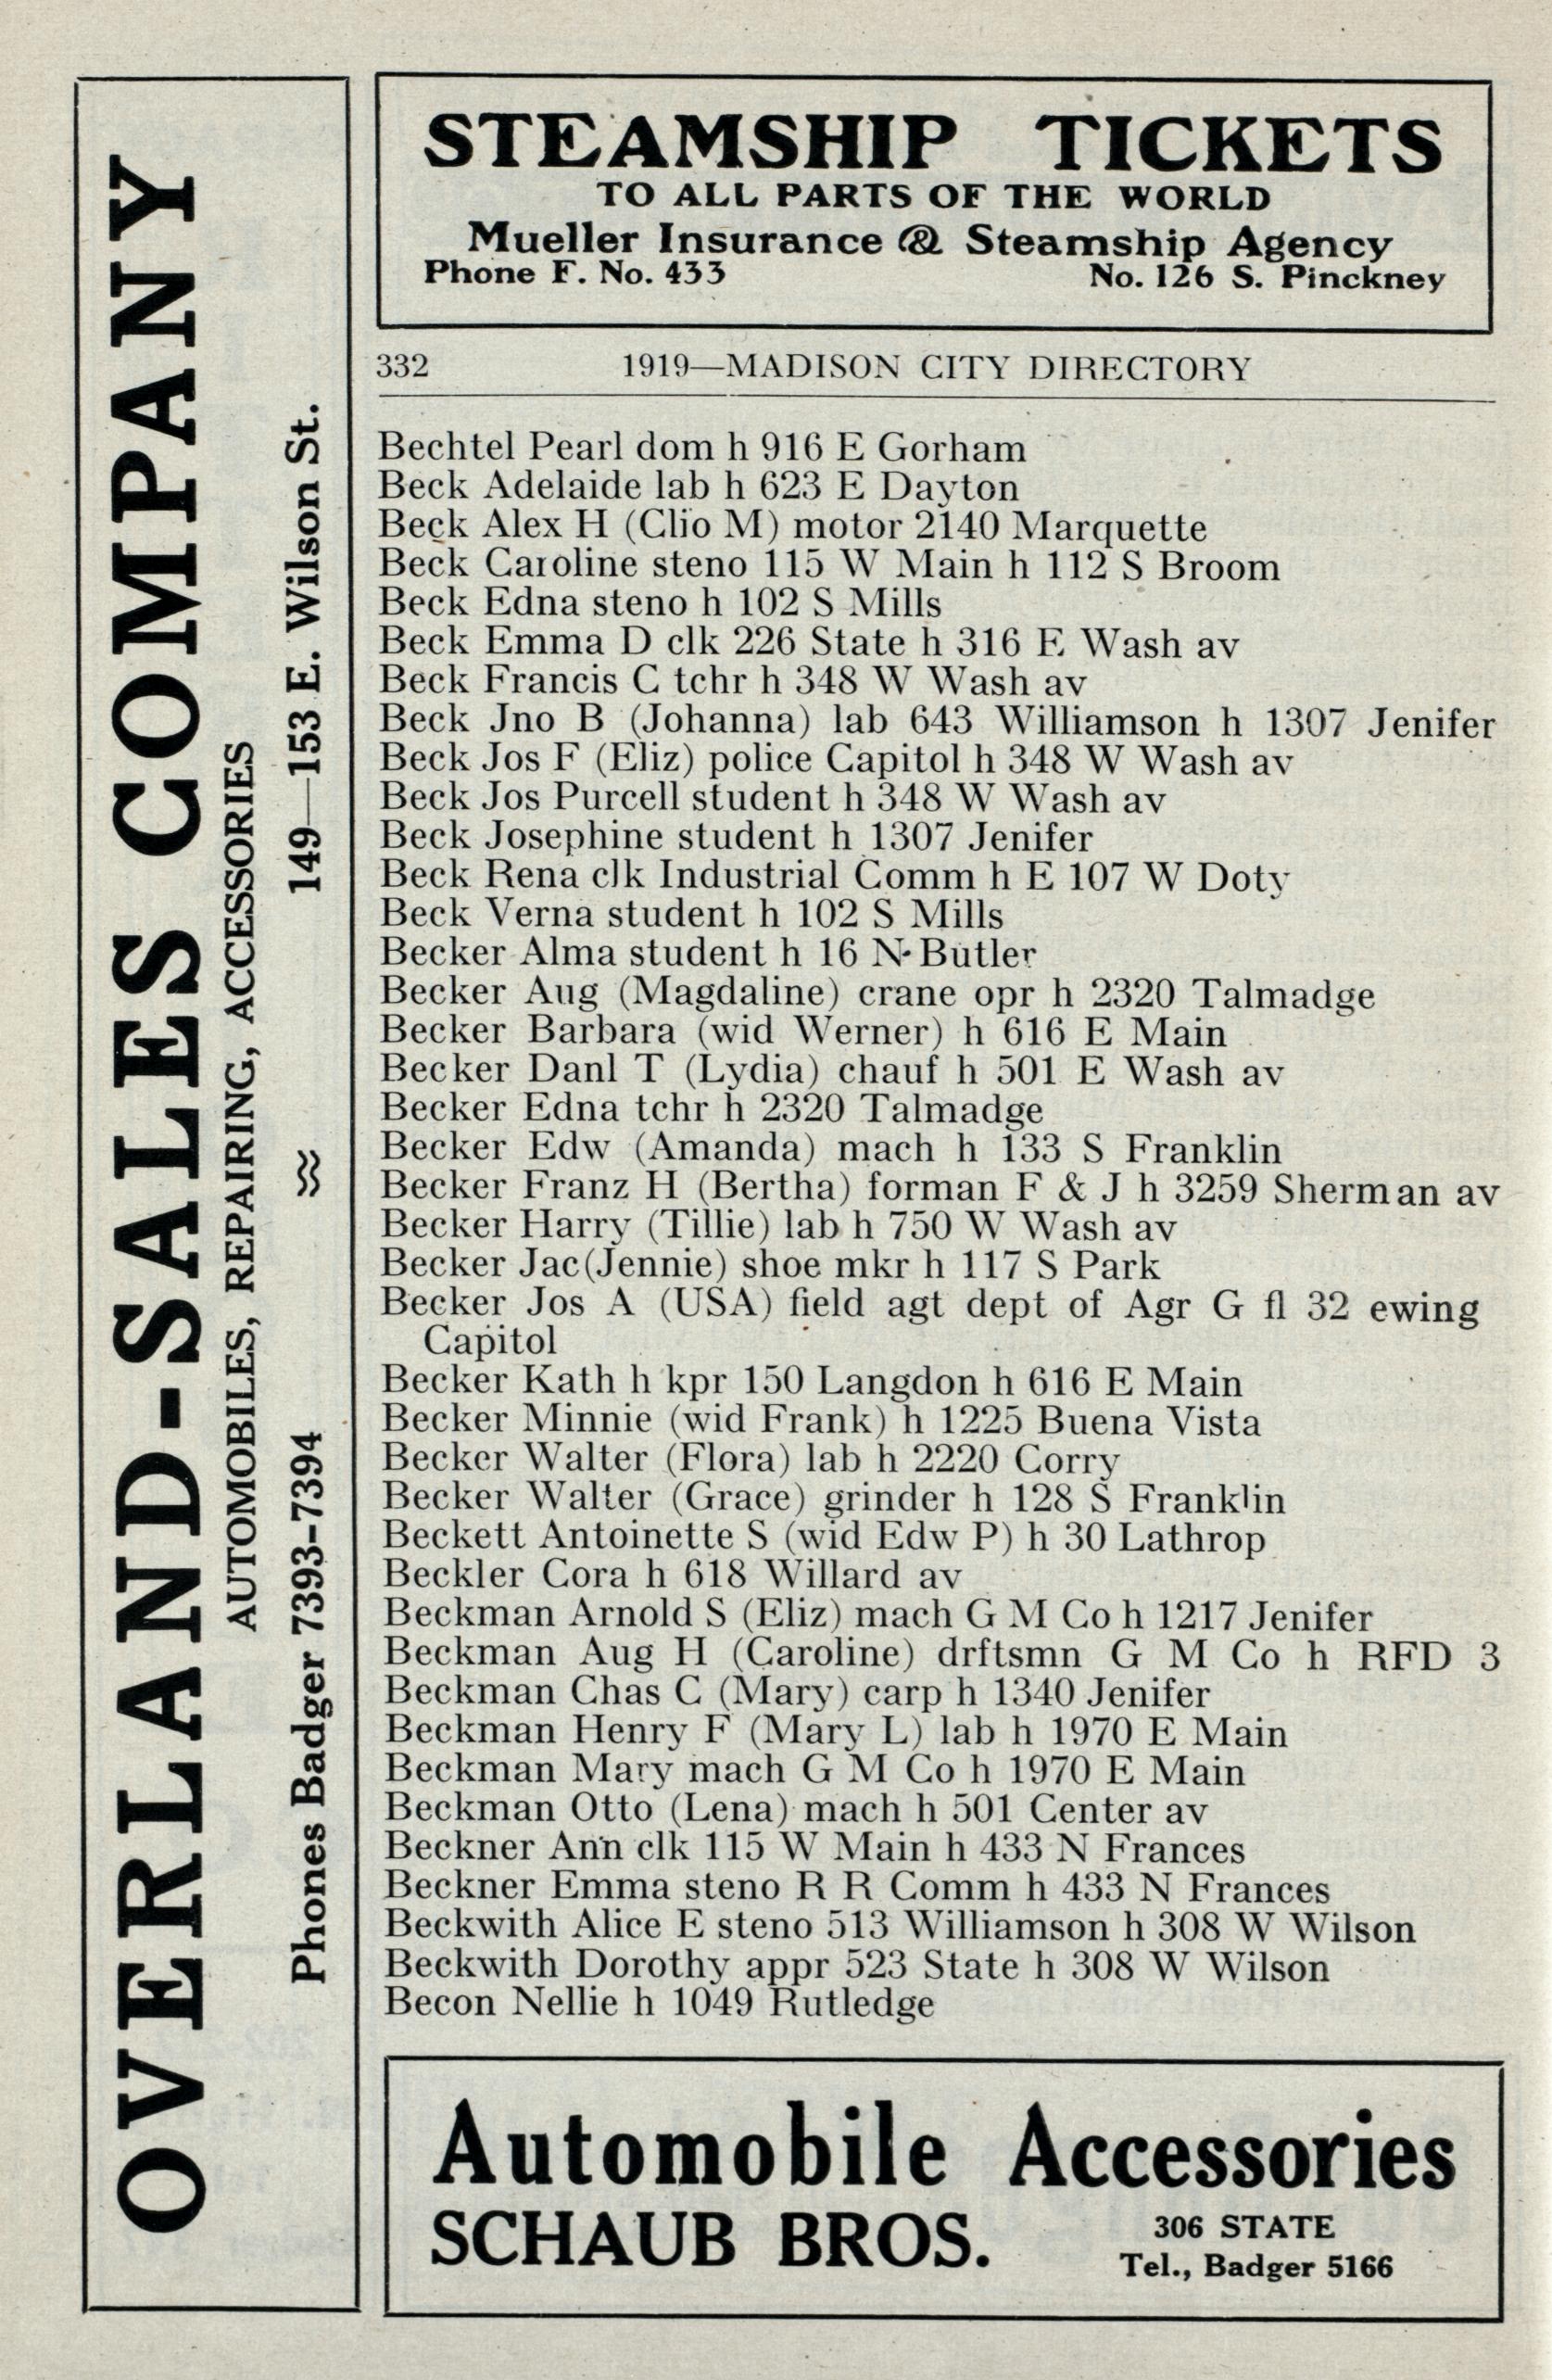 STEAMSHIP TICKETS
TO ALL PARTS OF THE WORLD
Mueller Insurance & Steamship Agency
Phone F. No. 433 No. 126 S. Pinckney
332 1919—MADISON CITY DIRECTORY
Bechtel Pearl dom h 916 E Gorham
Beck Adelaide lab h 623 E Dayton
Beck Alex H (Clio M) motor 2140 Marquette
Beck Caroline steno 115 W Main h 112 S Broom
Beck Edna steno h 102 S Mills
Beck Emma D clk 226 State h 316 E Wash av
Beck Francis C tchr h 348 W Wash av
Beck Jno B (Johanna) lab 643 Williamson h 1307 Jenifer
Beck Jos F (Eliz) police Capitol h 348 W Wash av
Beck Jos Purcell student h 348 W Wash av
Beck Josephine student h 1307 Jenifer
Beck Rena clk Industrial Comm h E 107 W Doty
Beck Verna student h 102 S Mills
Becker Alma student h 16 N Butler
Becker Aug (Magdaline) crane opr h 2320 Talmadge
Becker Barbara (wid Werner) h 616 E Main
Becker Danl T (Lydia) chauf h 501 E Wash av
Becker Edna tchr h 2320 Talmadge
Becker Edw (Amanda) mach h 133 S Franklin
Becker Franz H (Bertha) forman F & J h 3259 Sherman av
Becker Harry (Tillie) lab h 750 W Wash av
Becker Jac(Jennie) shoe mkr h 117 S Park
Becker Jos A (USA) field agt dept of Agr G fl 32 ewing
Capitol
Becker Kath h kpr 150 Langdon h 616 E Main
Becker Minnie (wid Frank) h 1225 Buena Vista
Becker Walter (Flora) lab h 2220 Corry
Becker Walter (Grace) grinder h 128 S Franklin
Beckett Antoinette S (wid Edw P) h 30 Lathrop
Beckler Cora h 618 Willard av
Beckman Arnold S (Eliz) mach G M Co h 1217 Jenifer
Beckman Aug H (Caroline) drftsmn G M Co h RFD 3
Beckman Chas C (Mary) carp h 1340 Jenifer
Beckman Henry F (Mary L) lab h 1970 E Main
Beckman Mary mach G M Co h 1970 E Main
Beckman Otto (Lena) mach h 501 Center av
Beckner Ann clk 115 W Main h 433 N Frances
Beckner Emma steno R R Comm h 433 N Frances
Beckwith Alice E steno 513 Williamson h 308 W Wilson
Beckwith Dorothy appr 523 State h 308 W Wilson
Becon Nellie h 1049 Rutledge
Automobile Accessories
SCHAUB BROS.
306 STATE
Tel., Badger 5166
OVERLAND-SALES COMPANY
AUTOMOBILES, REPAIRING, ACCESSORIES
Phones Badger 7393-7394 149—153 E. Wilson St.